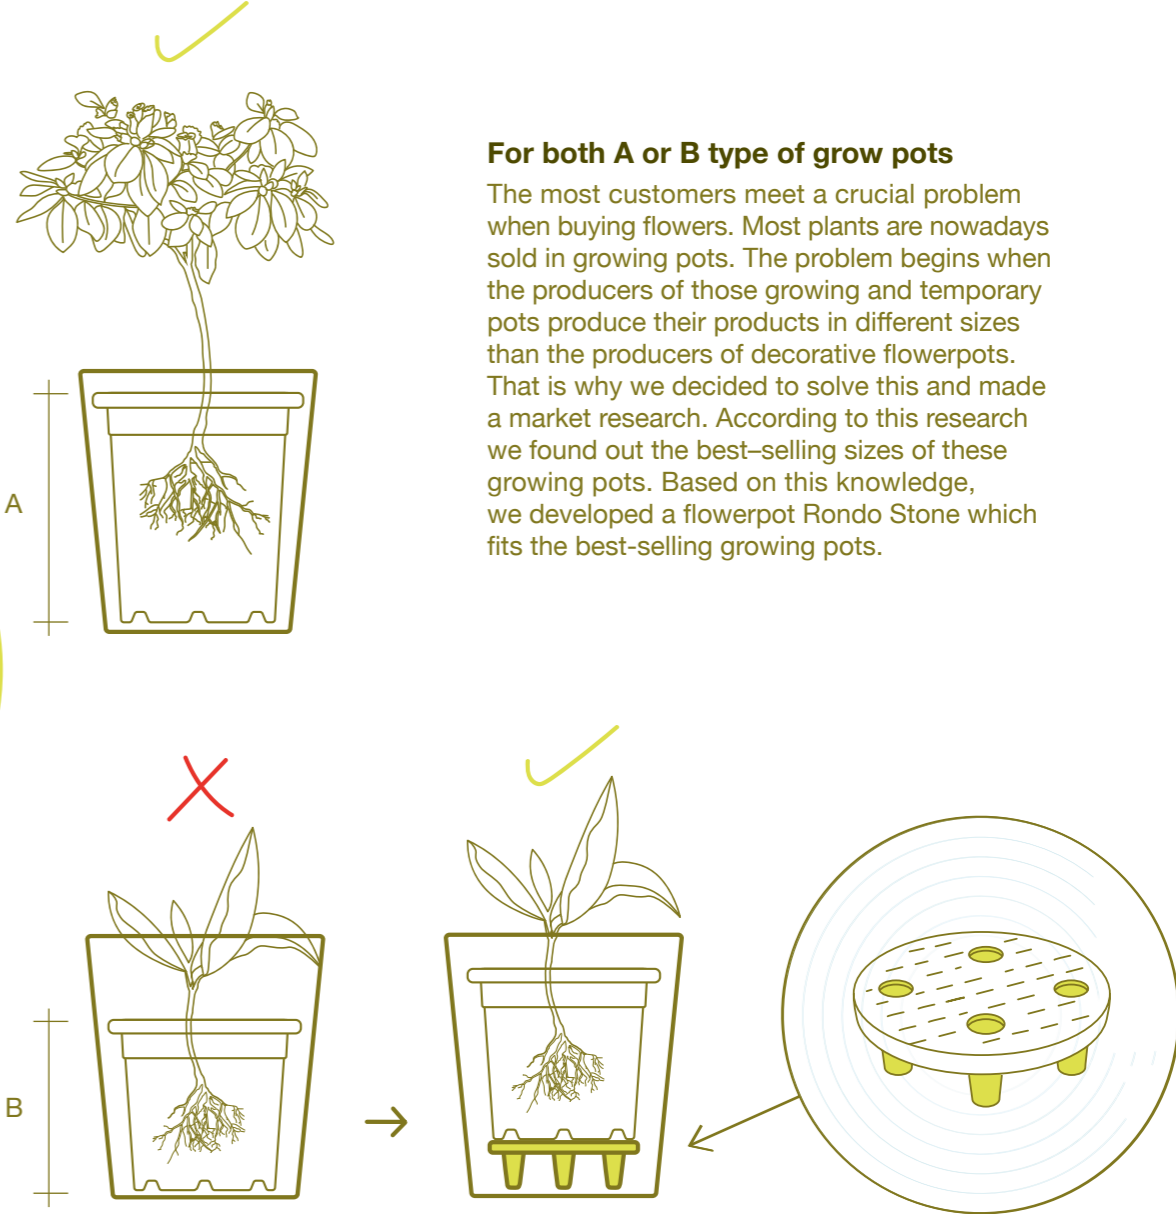 For both A or B type of grow pots
The most customers meet a crucial problem
when buying flowers. Most plants are nowadays
sold in growing pots. The problem begins when
the producers of those growing and temporary
pots produce their products in different sizes
than the producers of decorative flowerpots.
That is why we decided to solve this and made
a market research. According to this research
we found out the best–selling sizes of these
growing pots. Based on this knowledge,
we developed a flowerpot Rondo Stone which
fits the best-selling growing pots.
A
B